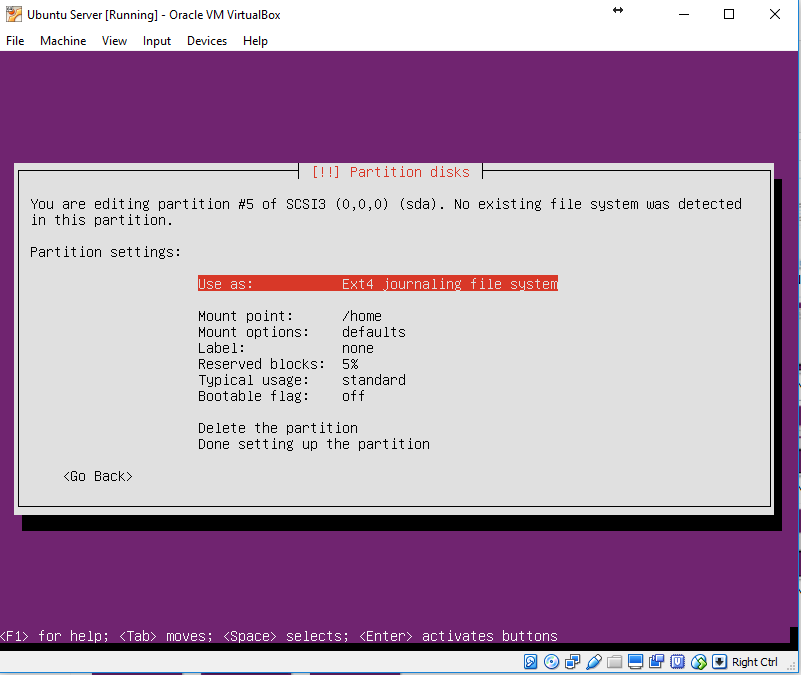 Ubuntu Server [Running] - Oracle VM VirtualBox
File Machine View Input Devices Help
[!!] Partition disks
You are editing partition #5 of SCSI3 (0,0,0) (sda). No existing file system was detected
in this partition.
Partition settings:
Use as: Ext4 journaling file system
Mount point: /home
Mount options: defaults
Label: none
Reserved blocks: 5%
Typical usage: standard
Bootable flag: off
Delete the partition
Done setting up the partition
<Go Back>
<F1> for help; <Tab> moves; <Space> selects; <Enter> activates buttons
Right Ctrl